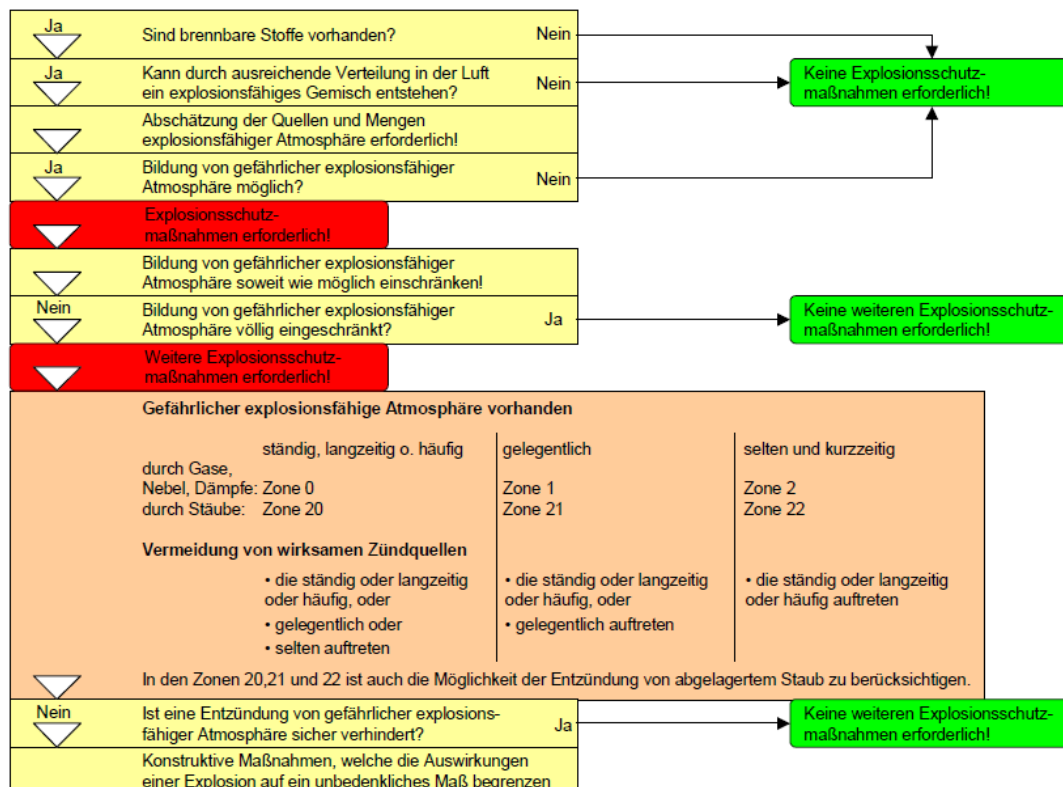 Ja
Sind brennbare Stoffe vorhanden?
Nein
Ja
Kann durch ausreichende Verteilung in der Luft
ein explosionsfähiges Gemisch entstehen?
Nein
Keine Explosionsschutz-
maßnahmen erforderlich!
Abschätzung der Quellen und Mengen
explosionsfähiger Atmosphäre erforderlich!
Ja
Bildung von gefährlicher explosionsfähiger
Atmosphäre möglich?
Nein
Explosionsschutz-
maßnahmen erforderlich!
Bildung von gefährlicher explosionsfähiger
Atmosphäre soweit wie möglich einschränken!
Nein
Bildung von gefährlicher explosionsfähiger
Atmosphäre völlig eingeschränkt?
Ja
Keine weiteren Explosionsschutz-
maßnahmen erforderlich!
Weitere Explosionsschutz-
maßnahmen erforderlich!
Gefährlicher explosionsfähige Atmosphäre vorhanden
ständig, langzeitig o. häufig
gelegentlich
selten und kurzzeitig
durch Gase,
Nebel, Dämpfe: Zone 0
Zone 1
Zone 2
durch Stäube: Zone 20
Zone 21
Zone 22
Vermeidung von wirksamen Zündquellen
• die ständig oder langzeitig
oder häufig, oder
• gelegentlich oder
• selten auftreten
• die ständig oder langzeitig
oder häufig, oder
• gelegentlich auftreten
• die ständig oder langzeitig
oder häufig auftreten
In den Zonen 20,21 und 22 ist auch die Möglichkeit der Entzündung von abgelagertem Staub zu berücksichtigen.
Nein
Ist eine Entzündung von gefährlicher explosions-
fähiger Atmosphäre sicher verhindert?
Ja
Keine weiteren Explosionsschutz-
maßnahmen erforderlich!
Konstruktive Maßnahmen, welche die Auswirkungen
einer Explosion auf ein unbedenkliches Maß begrenzen